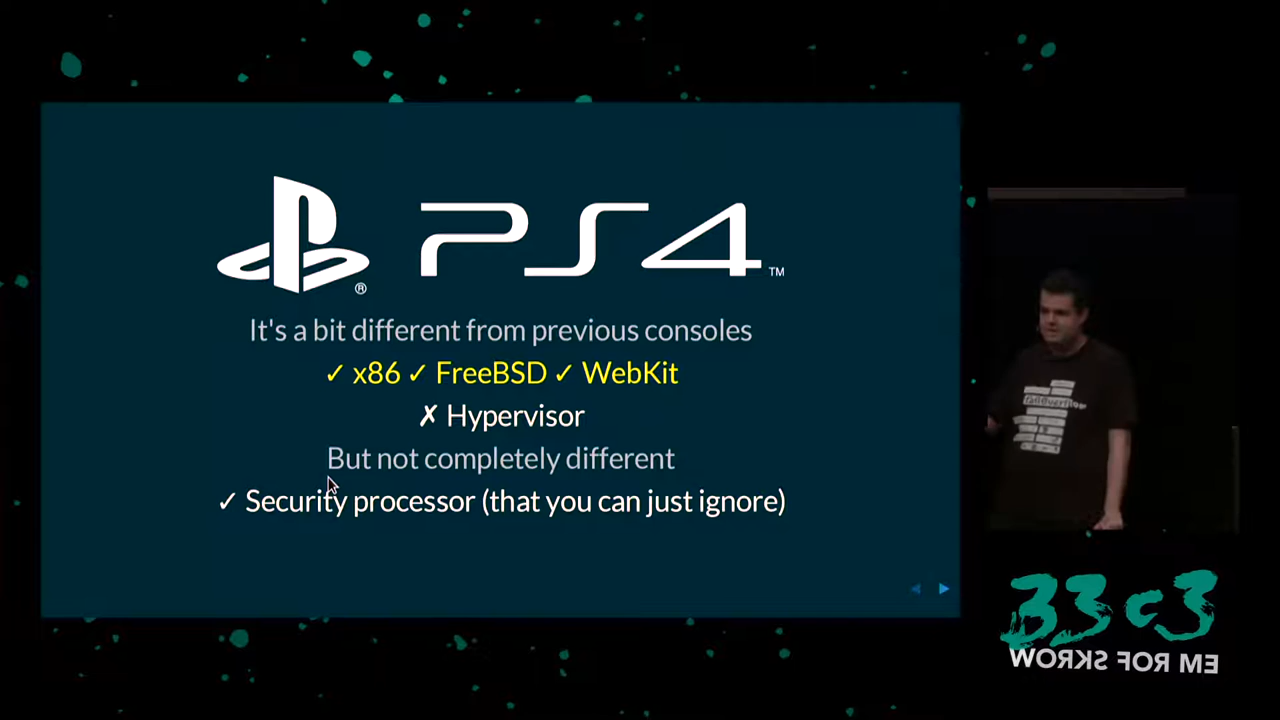 PS4™
®
It's a bit different from previous consoles
✓ x86 ✓ FreeBSD ✓ WebKit
✗ Hypervisor
But not completely different
✓ Security processor (that you can just ignore)
fail0verflow
33c3
WORKS FOR ME